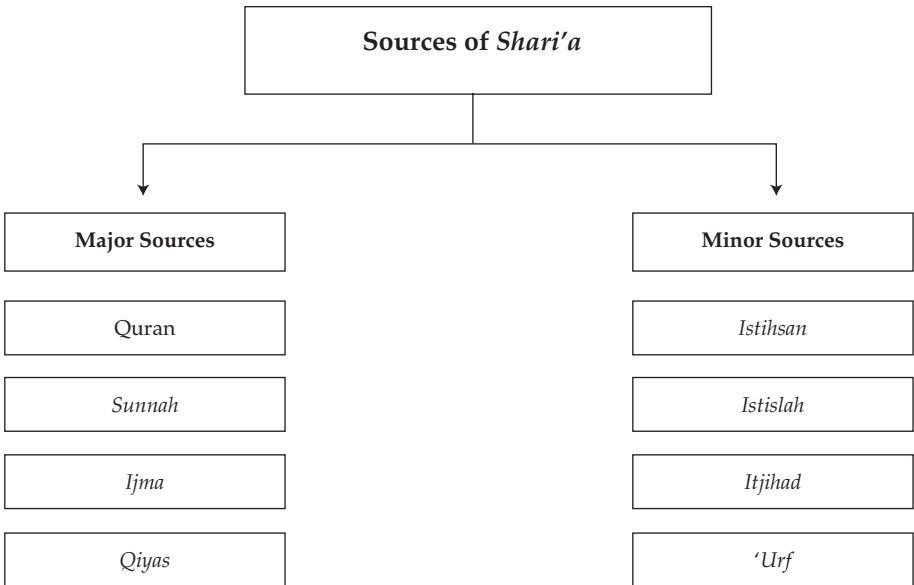 Sources of Shari'a
Major Sources
Quran
Sunnah
Ijma
Qiyas
Minor Sources
Istihsan
Istislah
Itjihad
‘Urf